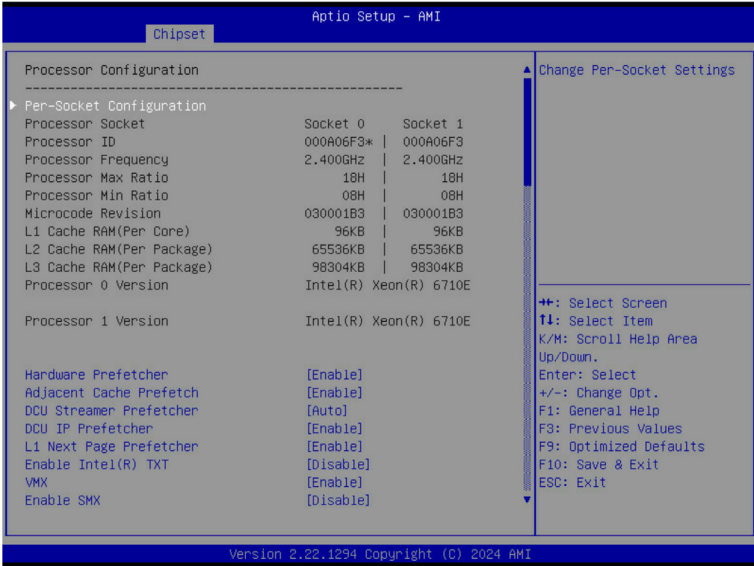 Aptio Setup - AMI
Chipset
Processor Configuration
--------------------------------------------------
Per-Socket Configuration
Processor Socket Socket 0 Socket 1
Processor ID 000A06F3* | 000A06F3
Processor Frequency 2.400GHz | 2.400GHz
Processor Max Ratio 18H | 18H
Processor Min Ratio 08H | 08H
Microcode Revision 030001B3 | 030001B3
L1 Cache RAM(Per Core) 96KB | 96KB
L2 Cache RAM(Per Package) 65536KB | 65536KB
L3 Cache RAM(Per Package) 98304KB | 98304KB
Processor 0 Version Intel(R) Xeon(R) 6710E
Processor 1 Version Intel(R) Xeon(R) 6710E
Hardware Prefetcher [Enable]
Adjacent Cache Prefetch [Enable]
DCU Streamer Prefetcher [Auto]
DCU IP Prefetcher [Enable]
L1 Next Page Prefetcher [Enable]
Enable Intel(R) TXT [Disable]
VMX [Enable]
Enable SMX [Disable]
Change Per-Socket Settings
→←: Select Screen
↑↓: Select Item
K/M: Scroll Help Area
Up/Down.
Enter: Select
+/-: Change Opt.
F1: General Help
F3: Previous Values
F9: Optimized Defaults
F10: Save & Exit
ESC: Exit
Version 2.22.1294 Copyright (C) 2024 AMI